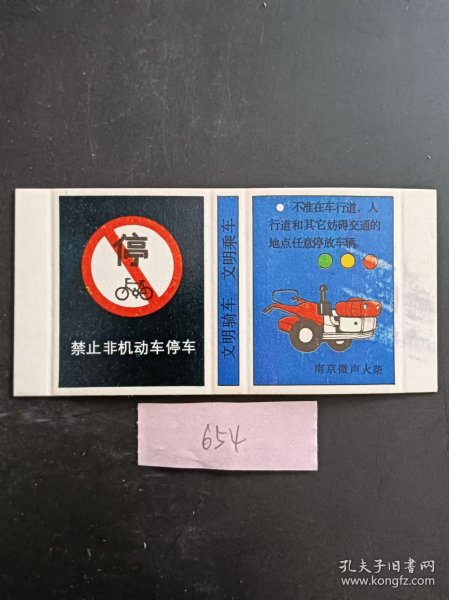 停
禁止非机动车停车
文明骑车 文明乘车
不准在车行道、人
行道和其它妨碍交通的
地点任意停放车辆。
南京微声火柴
654
孔夫子旧书网
www.kongfz.com